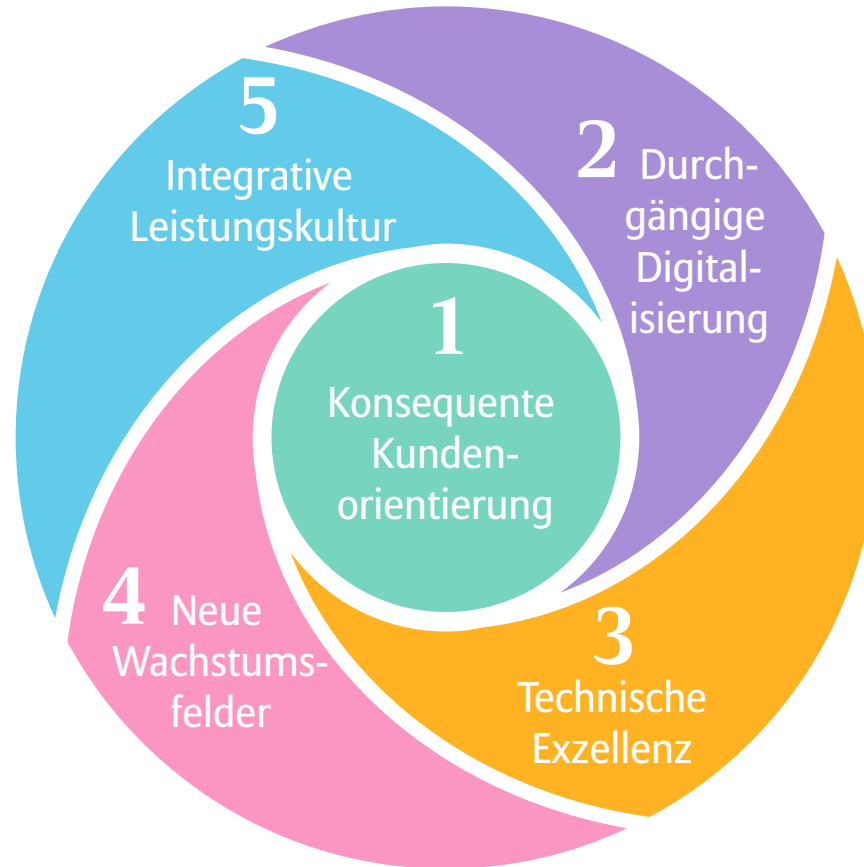 1
Konsequente
Kunden-
orientierung
2 Durch-
gängige
Digital-
isierung
3
Technische
Exzellenz
4 Neue
Wachstums-
felder
5
Integrative
Leistungskultur